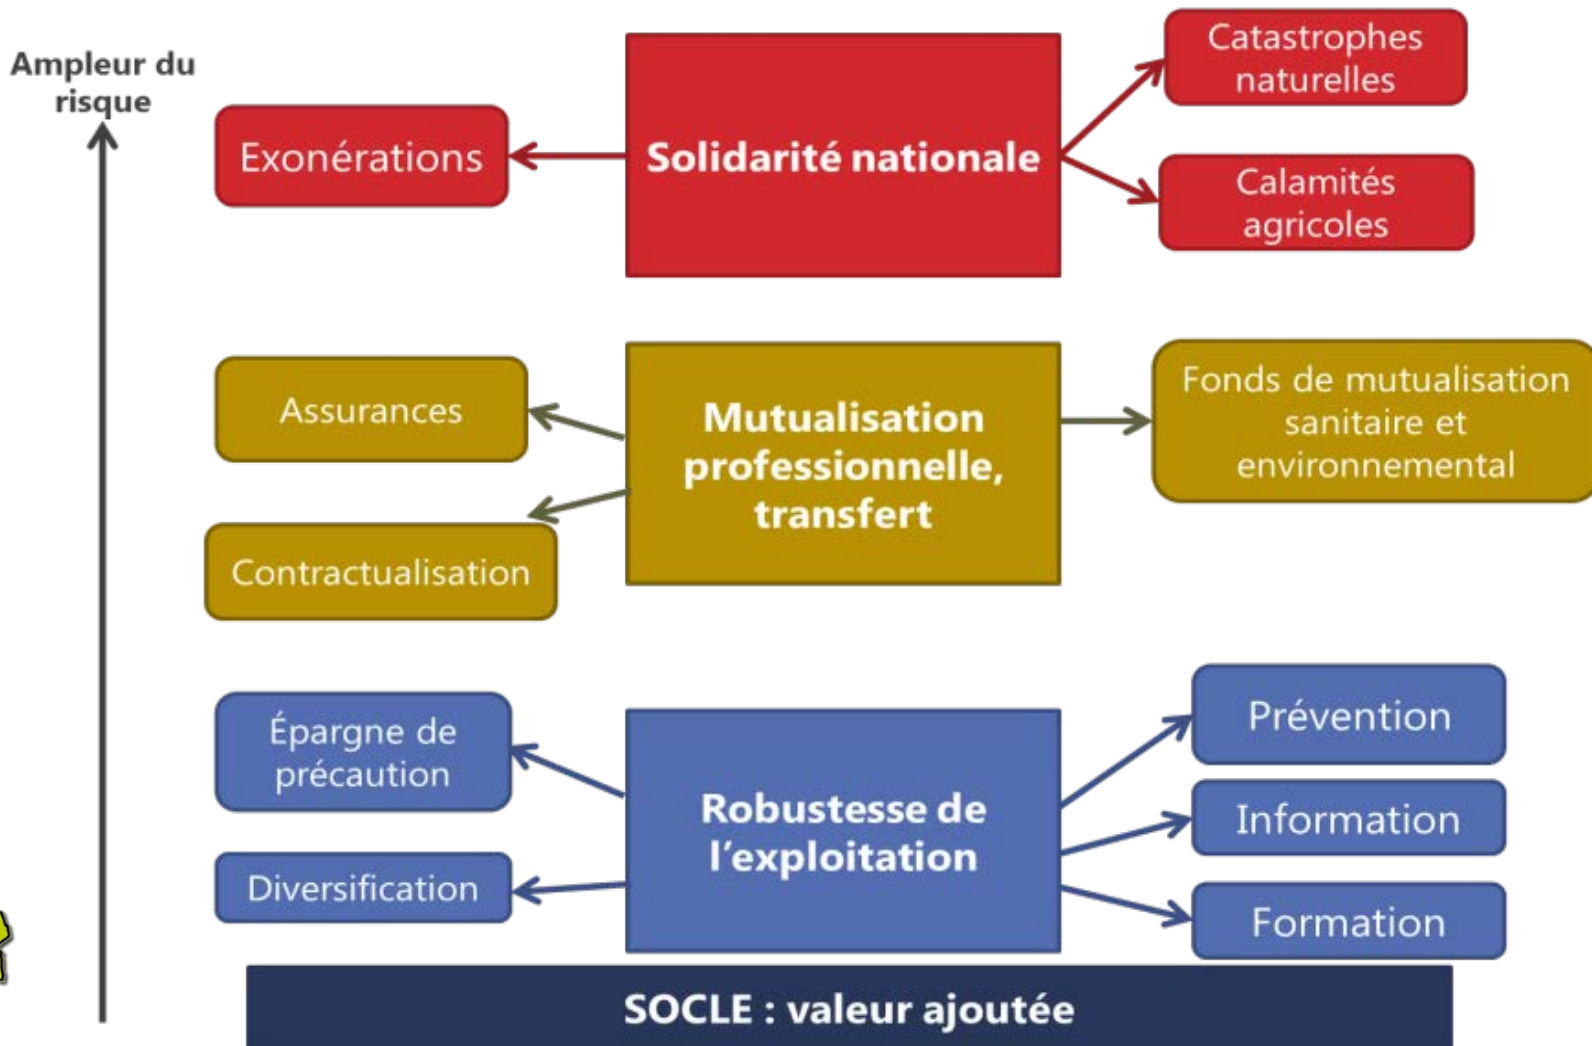 Ampleur du
risque
Exonérations
Solidarité nationale
Catastrophes
naturelles
Calamités
agricoles
Assurances
Contractualisation
Mutualisation
professionnelle,
transfert
Fonds de mutualisation
sanitaire et
environnemental
Épargne de
précaution
Diversification
Robustesse de
l'exploitation
Prévention
Information
Formation
SOCLE : valeur ajoutée